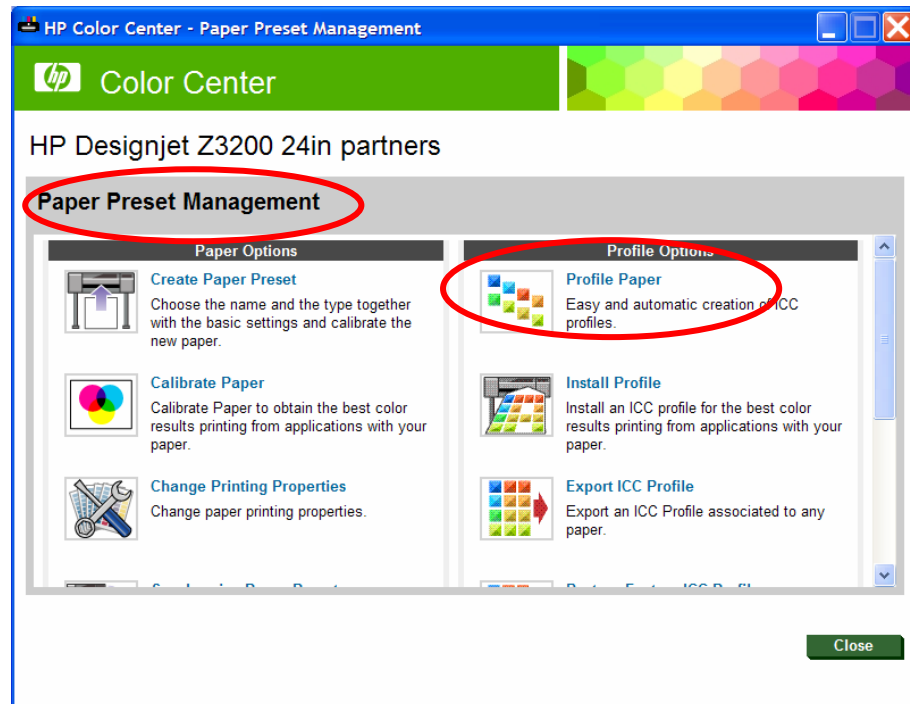 HP Color Center - Paper Preset Management
hp
Color Center
HP Designjet Z3200 24in partners
Paper Preset Management
Paper Options
Create Paper Preset
Choose the name and the type together
with the basic settings and calibrate the
new paper.
Calibrate Paper
Calibrate Paper to obtain the best color
results printing from applications with your
paper.
Change Printing Properties
Change paper printing properties.
Profile Options
Profile Paper
Easy and automatic creation of ICC
profiles.
Install Profile
Install an ICC profile for the best color
results printing from applications with your
paper.
Export ICC Profile
Export an ICC Profile associated to any
paper.
Close